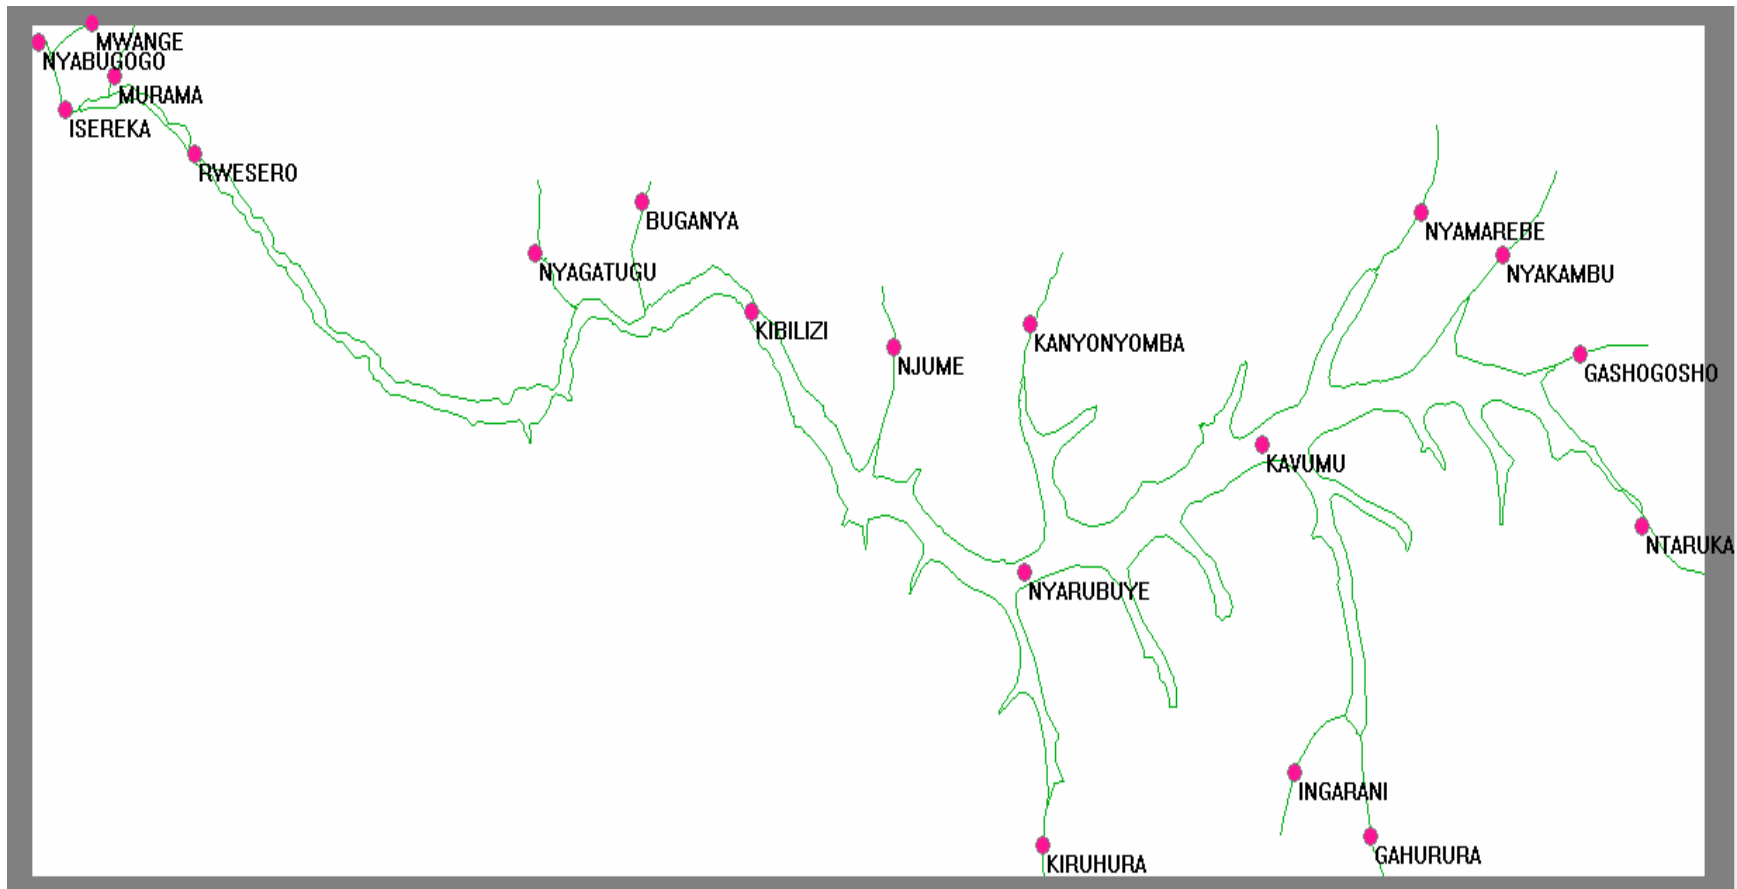 MWANGE
NYABUGOGO
MURAMA
ISEREKA
RWESERO
BUGANYA
NYAMAREBE
NYAGATUGU
NYAKAMBU
KIBILIZI
KANYONYOMBA
NJUME
GASHOGOSHO
KAVUMU
NTARUKA
NYARUBUYE
INGARANI
GAHURURA
KIRUHURA